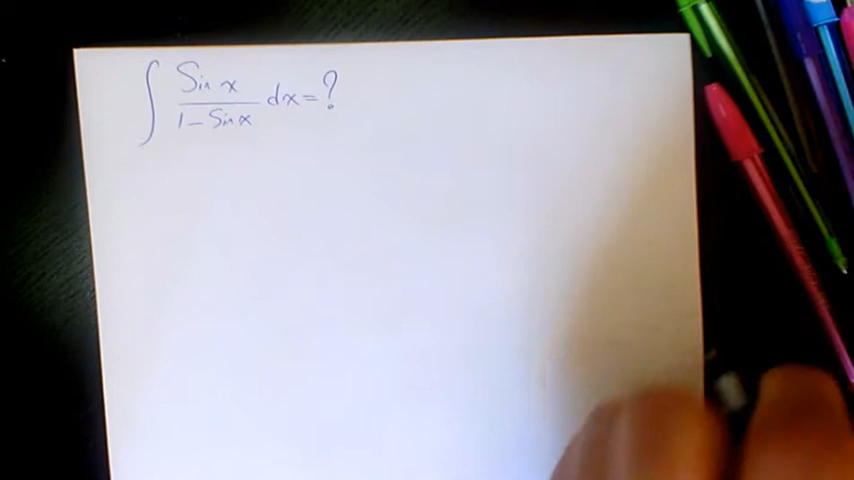 ∫ Sin x / (1 – Sin x) dx = ?